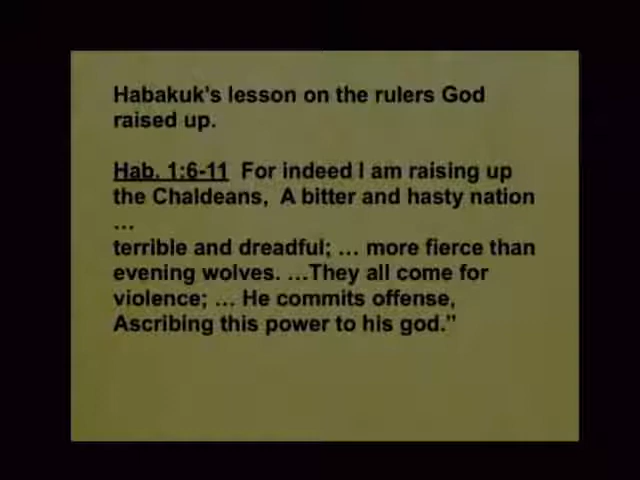 Habakuk's lesson on the rulers God
raised up.
Hab. 1:6-11 For indeed I am raising up
the Chaldeans, A bitter and hasty nation
…
terrible and dreadful; … more fierce than
evening wolves. …They all come for
violence; … He commits offense,
Ascribing this power to his god."